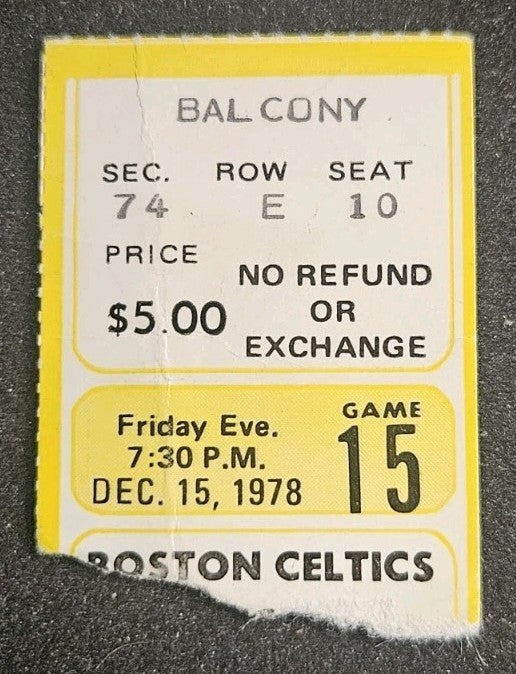 BALCONY
SEC. ROW SEAT
74 E 10
PRICE
$5.00
NO REFUND
OR
EXCHANGE
Friday Eve.
7:30 P.M.
DEC. 15, 1978
GAME
15
BOSTON CELTICS